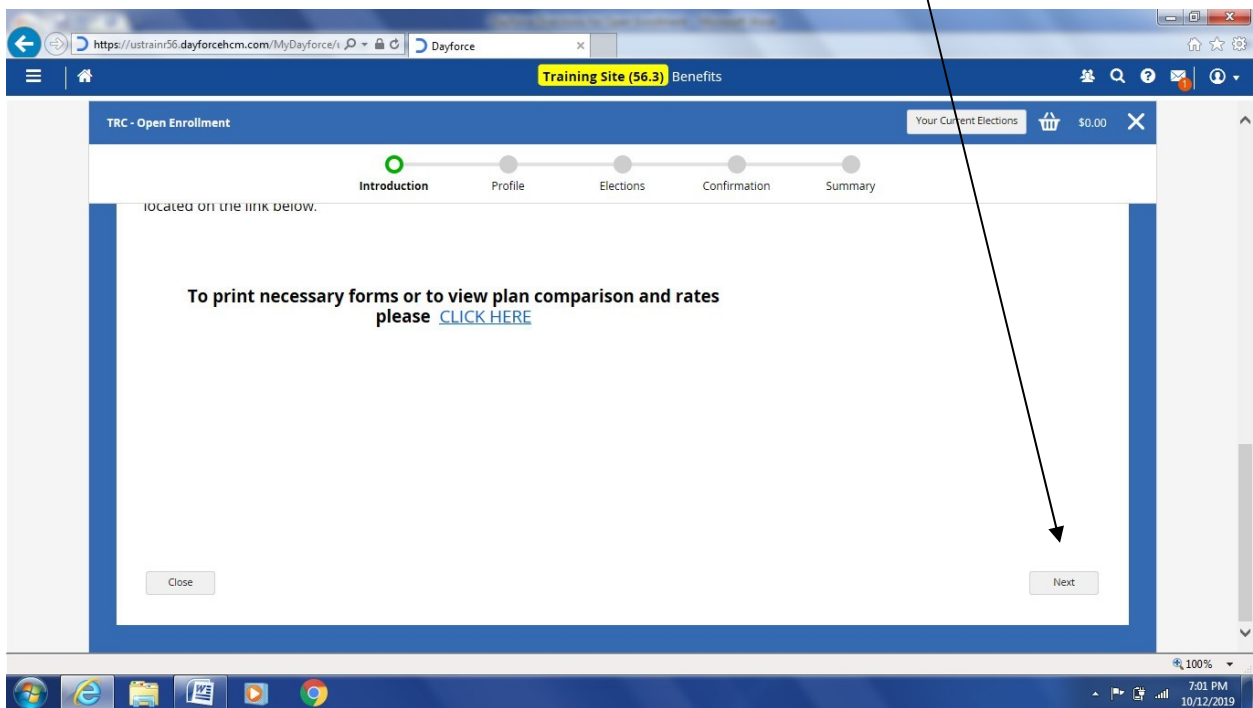 https://ustrainr56.dayforcehcm.com/MyDayforce/
Dayforce
Training Site (56.3) Benefits
1
TRC - Open Enrollment
Your Current Elections
$0.00
Introduction
Profile
Elections
Confirmation
Summary
located on the link below.
To print necessary forms or to view plan comparison and rates
please CLICK HERE
Close
Next
100%
7:01 PM
10/12/2019